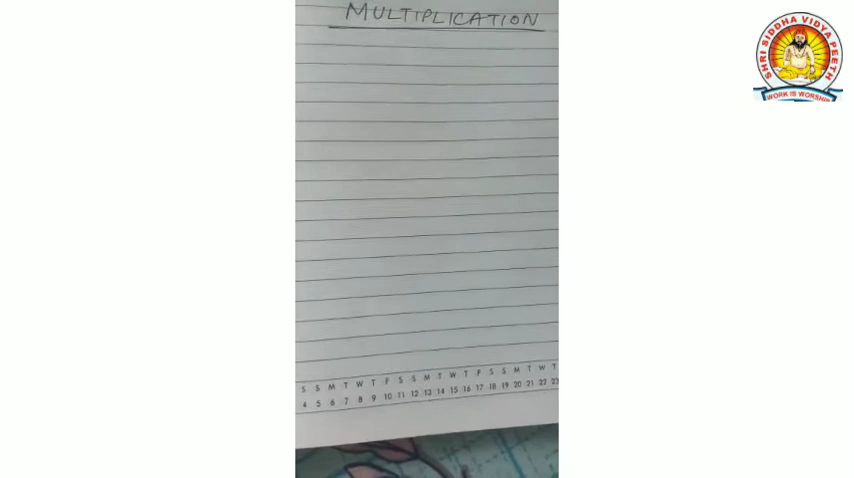 MULTIPLICATION
SHRI SIDDHA VIDYA PEETH
WORK IS WORSHIP
S S M T W T F S S M T W T F S S M T W T
4 5 6 7 8 9 10 11 12 13 14 15 16 17 18 19 20 21 22 23